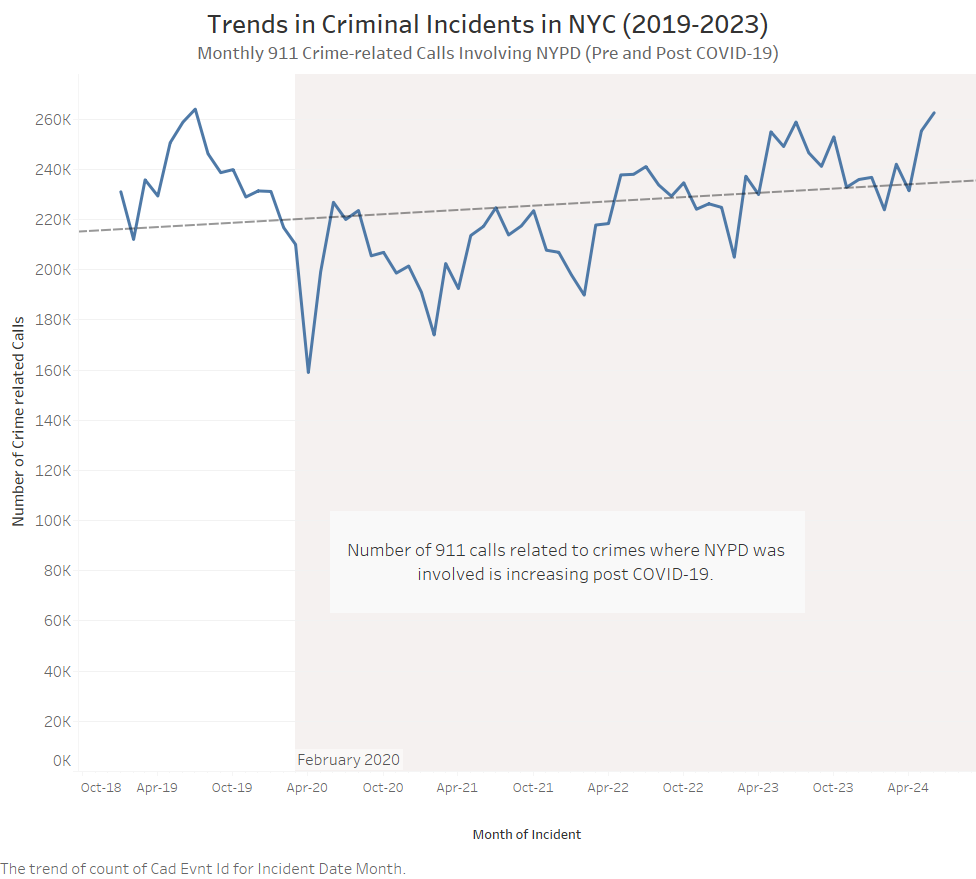 Trends in Criminal Incidents in NYC (2019-2023)
Monthly 911 Crime-related Calls Involving NYPD (Pre and Post COVID-19)
260K
240K
220K
200K
180K
160K
140K
120K
100K
80K
60K
40K
20K
0K
Number of Crime related Calls
Number of 911 calls related to crimes where NYPD was
involved is increasing post COVID-19.
February 2020
Oct-18 Apr-19 Oct-19 Apr-20 Oct-20 Apr-21 Oct-21 Apr-22 Oct-22 Apr-23 Oct-23 Apr-24
Month of Incident
The trend of count of Cad Evnt Id for Incident Date Month.